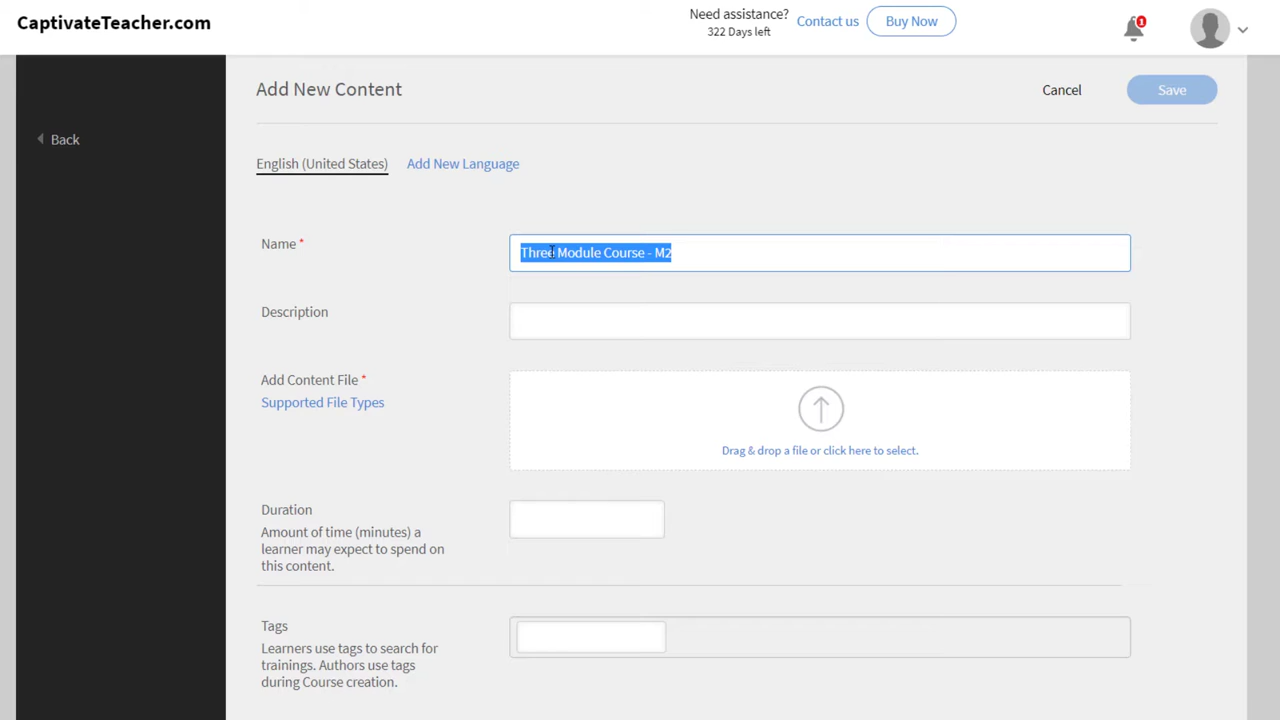 CaptivateTeacher.com
Need assistance?
322 Days left
Contact us
Buy Now
1
Back
Add New Content
Cancel
Save
English (United States)
Add New Language
Name *
Three Module Course - M2
Description
Add Content File *
Supported File Types
Drag & drop a file or click here to select.
Duration
Amount of time (minutes) a
learner may expect to spend on
this content.
Tags
Learners use tags to search for
trainings. Authors use tags
during Course creation.